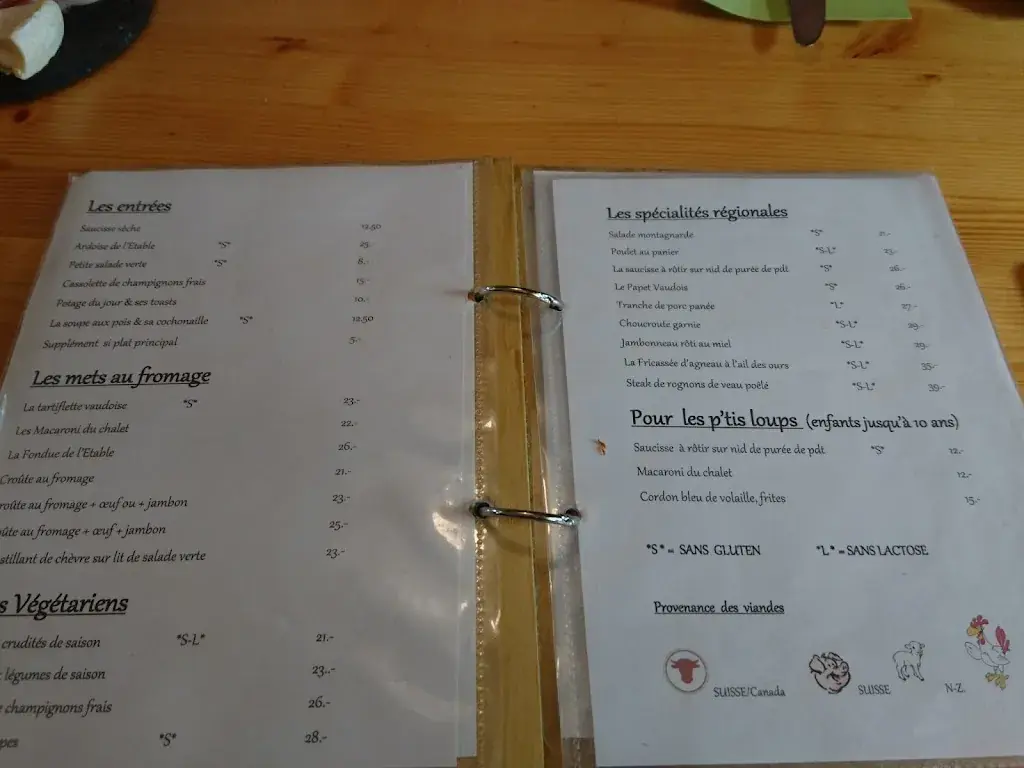 Les entrées
Saucisse sèche 13.50
Ardoise de l'Etable *S* 25.-
Petite salade verte *S* 8.-
Cassolette de champignons frais 15.-
Potage du jour & ses toasts 10.-
La soupe aux pois & sa cochonaille *S* 12.50
Supplément si plat principal 5.-
Les mets au fromage
La tartiflette vaudoise *S* 23.-
Les Macaroni du chalet 22.-
La Fondue de l'Etable 26.-
Croûte au fromage 21.-
roûte au fromage + œuf ou + jambon 23.-
oûte au fromage + œuf + jambon 25.-
stillant de chèvre sur lit de salade verte 23.-
s Végétariens
crudités de saison *S-L* 21.-
légumes de saison 23.-
champignons frais 26.-
pes *S* 28.-
Les spécialités régionales
Salade montagnarde *S* 21.-
Poulet au panier *S-L* 23.-
La saucisse à rôtir sur nid de purée de pdt *S* 26.-
Le Papet Vaudois *S* 26.-
Tranche de porc panée *L* 27.-
Choucroute garnie *S-L* 29.-
Jambonneau rôti au miel *S-L* 29.-
La Fricassée d'agneau à l'ail des ours *S-L* 35.-
Steak de rognons de veau poêlé *S-L* 39.-
Pour les p'tis loups (enfants jusqu'à 10 ans)
Saucisse à rôtir sur nid de purée de pdt *S* 12.-
Macaroni du chalet 12.-
Cordon bleu de volaille, frites 15.-
*S* = SANS GLUTEN *L* = SANS LACTOSE
Provenance des viandes
SUISSE/Canada SUISSE N-Z.